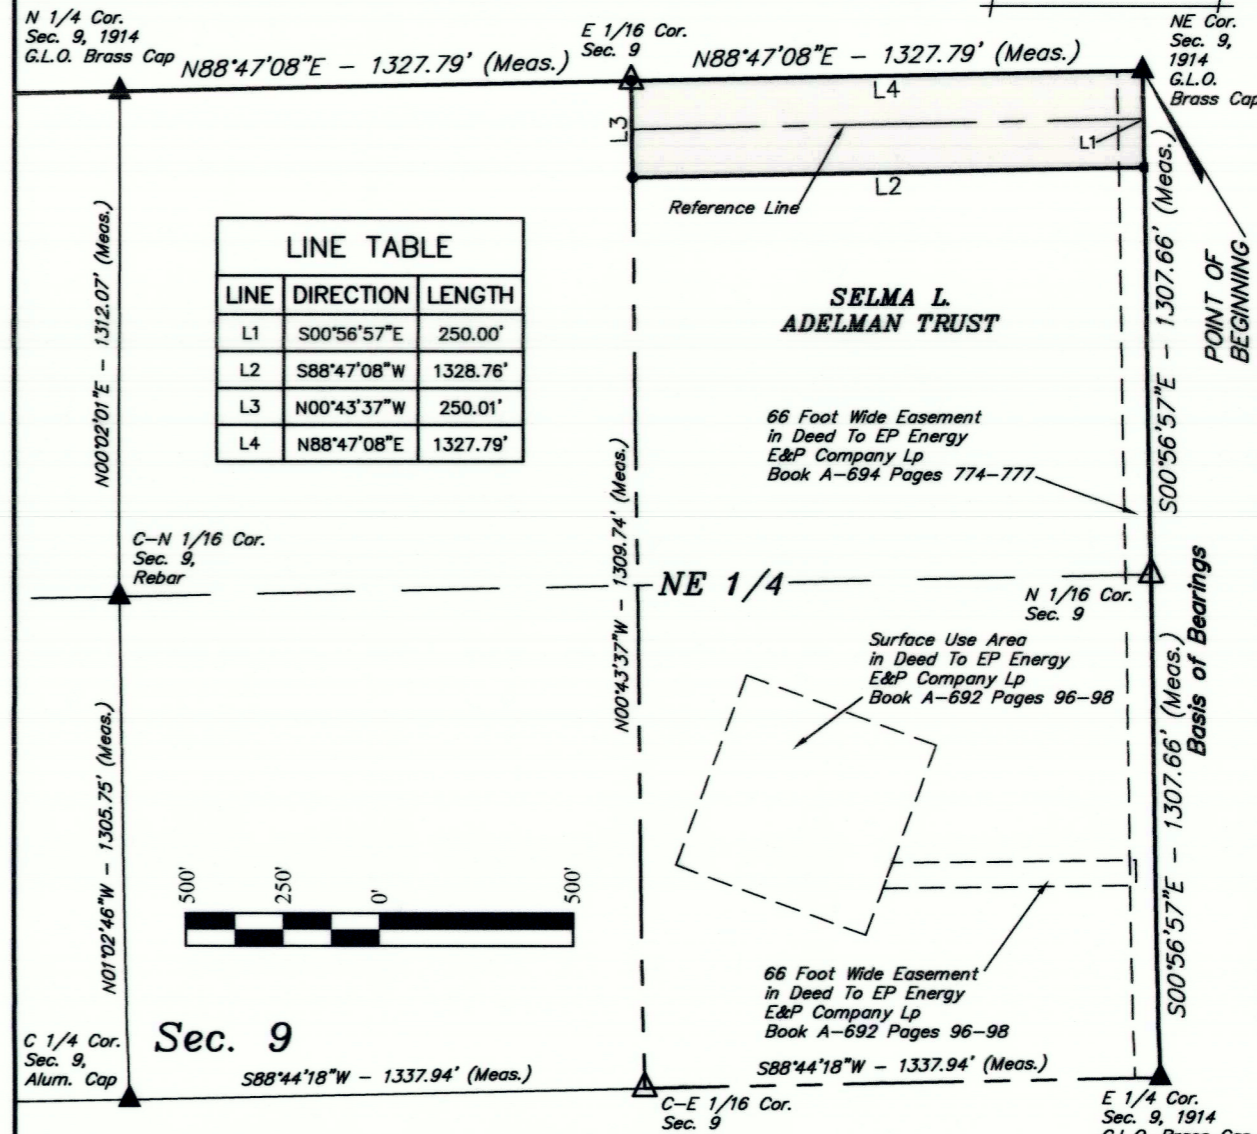 N 1/4 Cor.
Sec. 9, 1914
G.L.O. Brass Cap
N88°47'08"E - 1327.79' (Meas.)
E 1/16 Cor.
Sec. 9
N88°47'08"E - 1327.79' (Meas.)
NE Cor.
Sec. 9,
1914
G.L.O.
Brass Cap
L4
L3
L1
L2
Reference Line
LINE TABLE
LINE DIRECTION LENGTH
L1 S00°56'57"E 250.00'
L2 S88°47'08"W 1328.76'
L3 N00°43'37"W 250.01'
L4 N88°47'08"E 1327.79'
N00°02'01"E - 1312.07' (Meas.)
SELMA L.
ADELMAN TRUST
S00°56'57"E - 1307.66' (Meas.)
POINT OF
BEGINNING
66 Foot Wide Easement
in Deed To EP Energy
E&P Company Lp
Book A-694 Pages 774-777
C-N 1/16 Cor.
Sec. 9,
Rebar
N00°43'37"W - 1309.74' (Meas.)
NE 1/4
N 1/16 Cor.
Sec. 9
Basis of Bearings
Surface Use Area
in Deed To EP Energy
E&P Company Lp
Book A-692 Pages 96-98
N01°02'46"W - 1305.75' (Meas.)
S00°56'57"E - 1307.66' (Meas.)
500' 250' 0' 500'
66 Foot Wide Easement
in Deed To EP Energy
E&P Company Lp
Book A-692 Pages 96-98
C 1/4 Cor.
Sec. 9,
Alum. Cap
Sec. 9
S88°44'18"W - 1337.94' (Meas.)
S88°44'18"W - 1337.94' (Meas.)
C-E 1/16 Cor.
Sec. 9
E 1/4 Cor.
Sec. 9, 1914